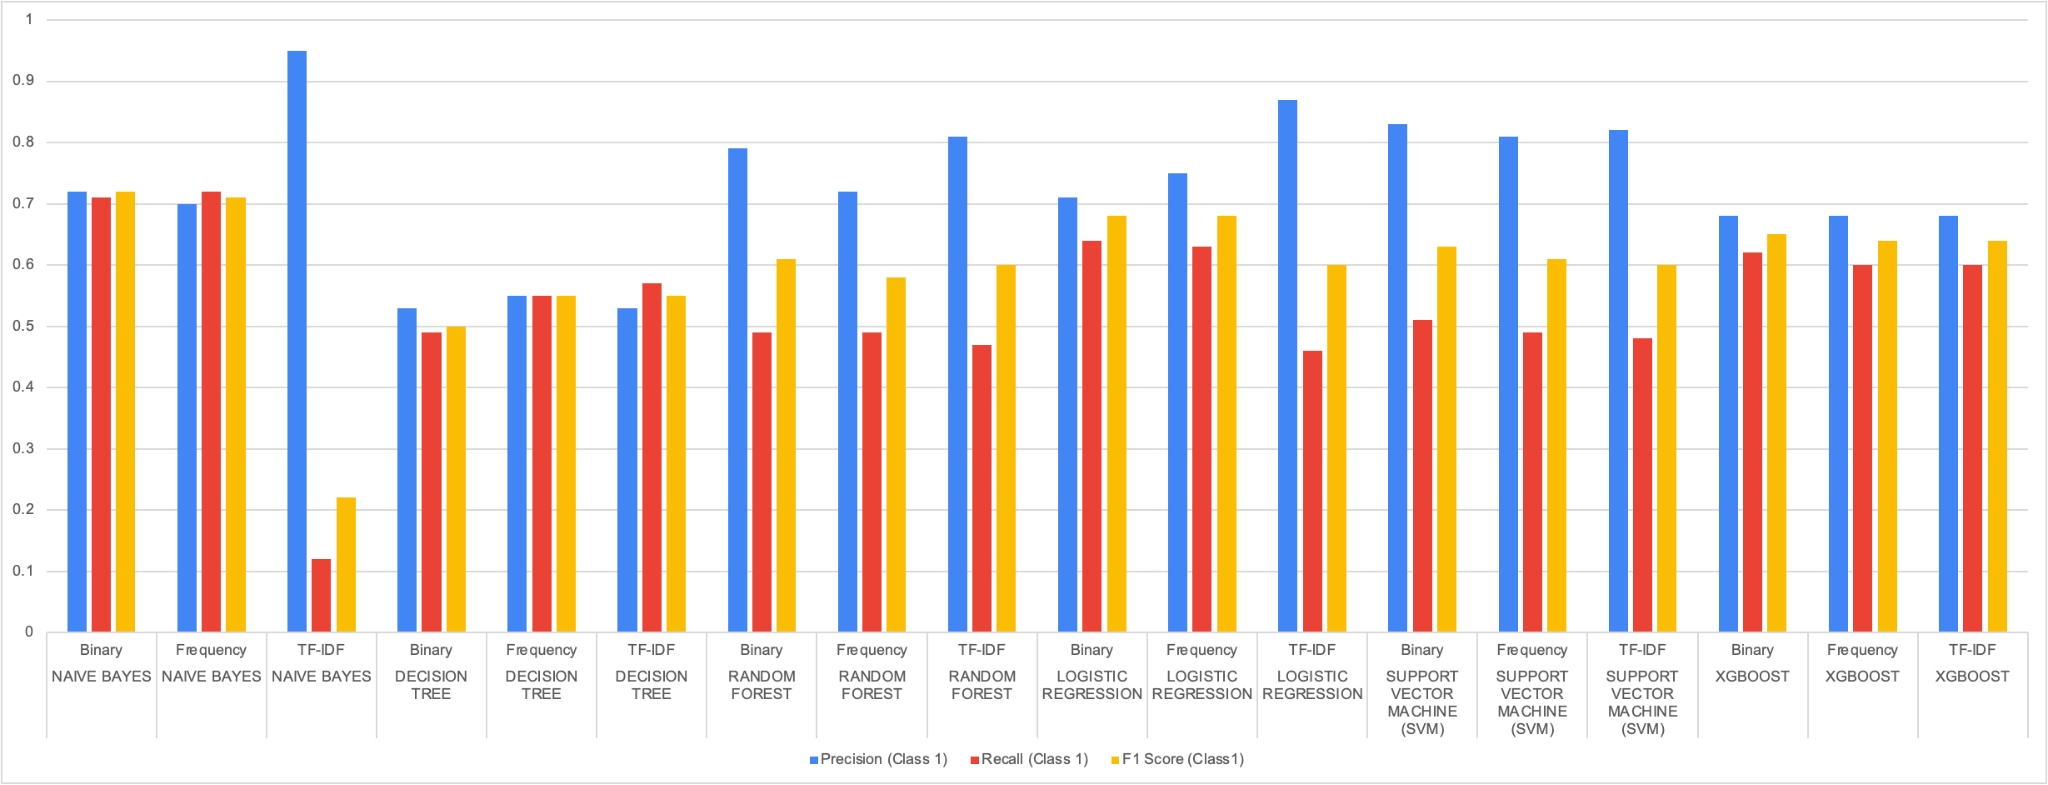 1
0.9
0.8
0.7
0.6
0.5
0.4
0.3
0.2
0.1
0
Binary Frequency TF-IDF Binary Frequency TF-IDF Binary Frequency TF-IDF Binary Frequency TF-IDF Binary Frequency TF-IDF Binary Frequency TF-IDF
NAIVE BAYES NAIVE BAYES NAIVE BAYES DECISION DECISION DECISION RANDOM RANDOM RANDOM LOGISTIC LOGISTIC LOGISTIC SUPPORT SUPPORT SUPPORT XGBOOST XGBOOST XGBOOST
TREE TREE TREE FOREST FOREST FOREST REGRESSION REGRESSION REGRESSION VECTOR VECTOR VECTOR
MACHINE MACHINE MACHINE
(SVM) (SVM) (SVM)
Precision (Class 1) Recall (Class 1) F1 Score (Class1)